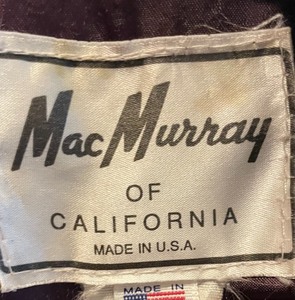 MacMurray
OF
CALIFORNIA
MADE IN U.S.A.
MADE IN